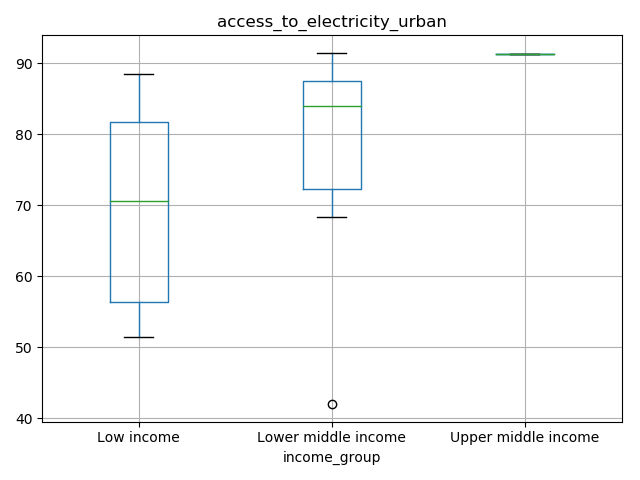 access_to_electricity_urban
90
80
70
60
50
40
Low income
Lower middle income
Upper middle income
income_group